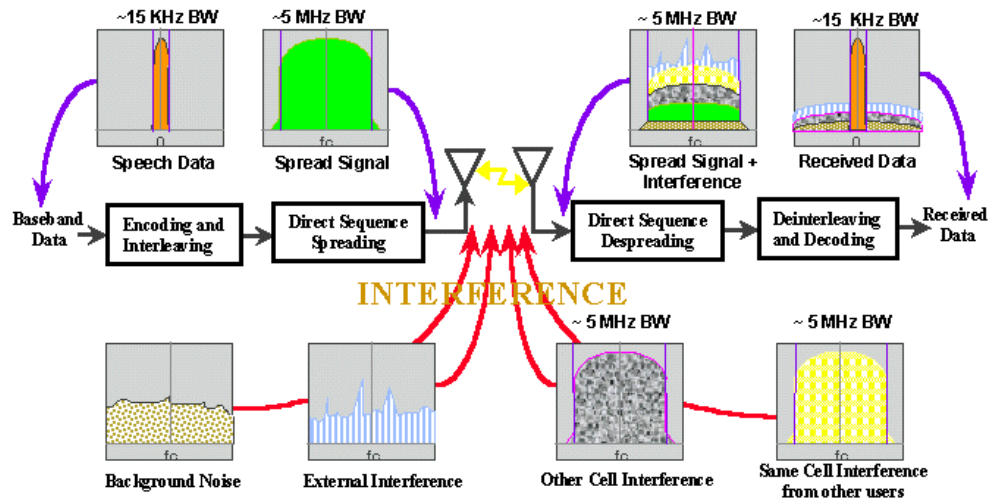 ~15 KHz BW
~5 MHz BW
~ 5 MHz BW
~15 KHz BW
0
fc
fc
0
Speech Data
Spread Signal
Spread Signal +
Interference
Received Data
Baseband
Data
Encoding and
Interleaving
Direct Sequence
Spreading
Direct Sequence
Despreading
Deinterleaving
and Decoding
Received
Data
INTERFERENCE
~ 5 MHz BW
~ 5 MHz BW
fc
fc
fc
fc
Background Noise
External Interference
Other Cell Interference
Same Cell Interference
from other users